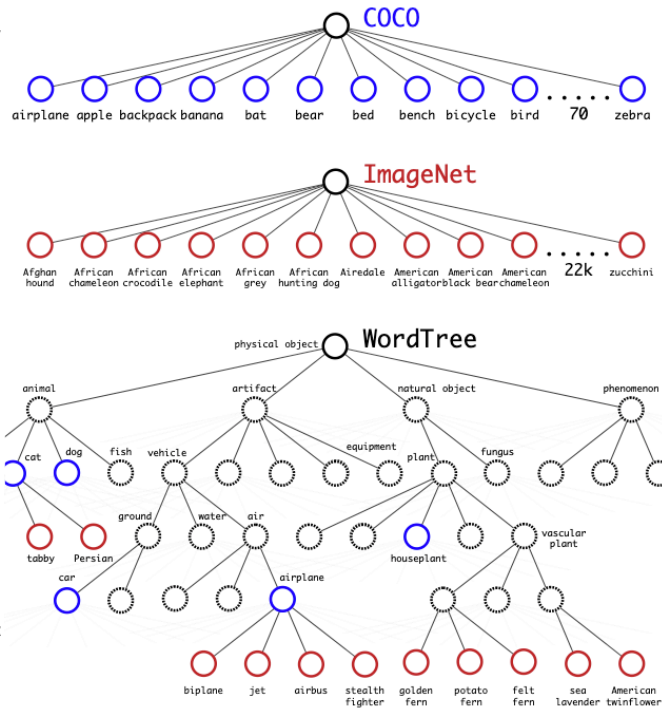 COCO
airplane apple backpack banana bat bear bed bench bicycle bird 70 zebra
ImageNet
Afghan hound
African chameleon
African crocodile
African elephant
African grey
African hunting dog
Airedale
American alligator
American black bear
American chameleon
22k
zucchini
WordTree
physical object
animal
artifact
natural object
phenomenon
cat
dog
fish
vehicle
equipment
plant
fungus
ground
water
air
vascular
plant
tabby
Persian
houseplant
car
airplane
biplane
jet
airbus
stealth
fighter
golden
fern
potato
fern
felt
fern
sea
lavender
American
twinflower